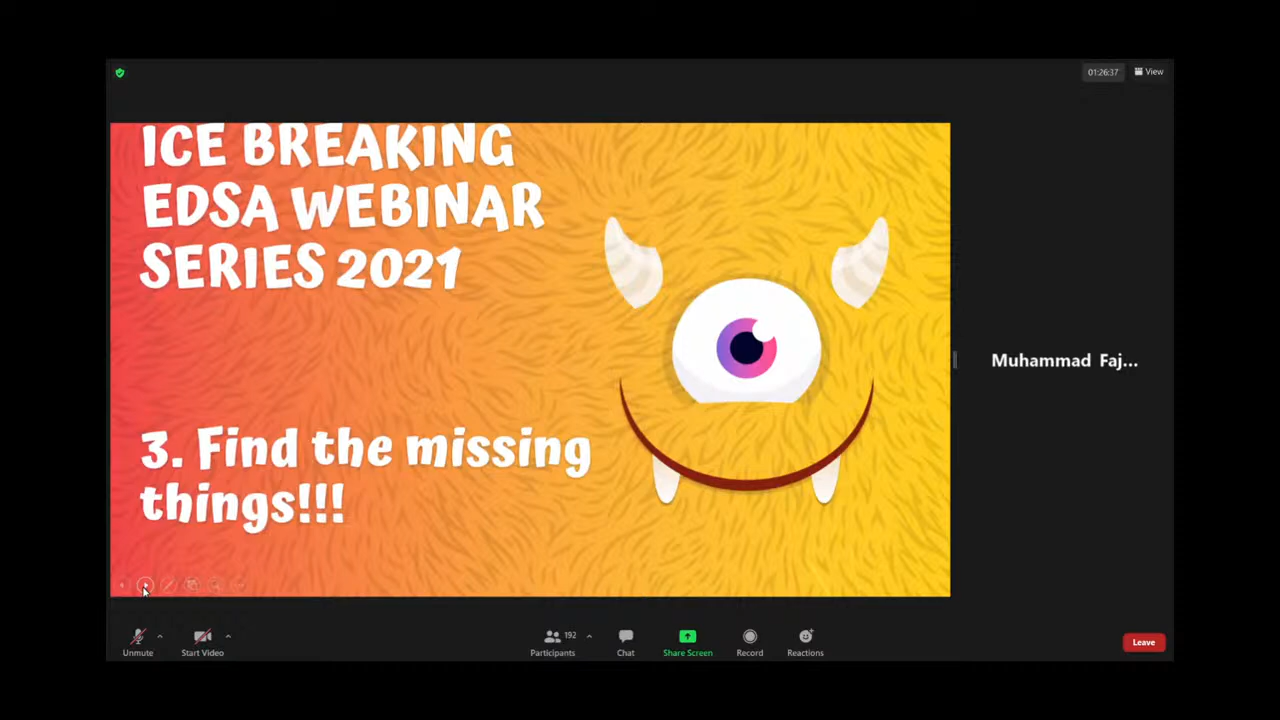 01:26:37
View
ICE BREAKING
EDSA WEBINAR
SERIES 2021
Muhammad Faj...
3. Find the missing
things!!!
192
Unmute
Start Video
Participants
Chat
Share Screen
Record
Reactions
Leave